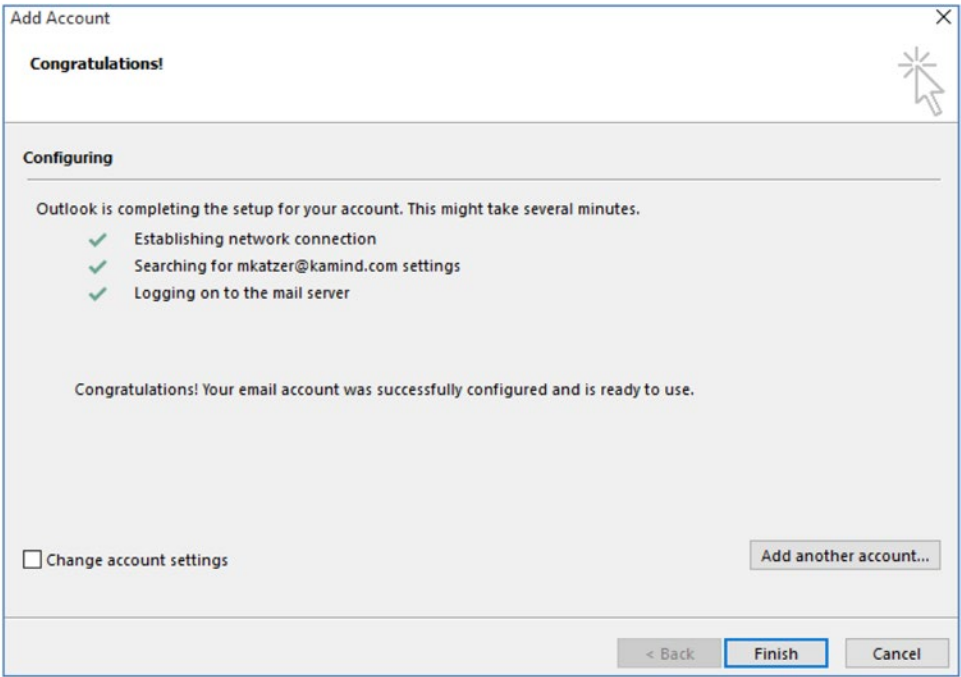 Add Account
Congratulations!
Configuring
Outlook is completing the setup for your account. This might take several minutes.
Establishing network connection
Searching for mkatzer@kamind.com settings
Logging on to the mail server
Congratulations! Your email account was successfully configured and is ready to use.
Change account settings
Add another account...
< Back
Finish
Cancel